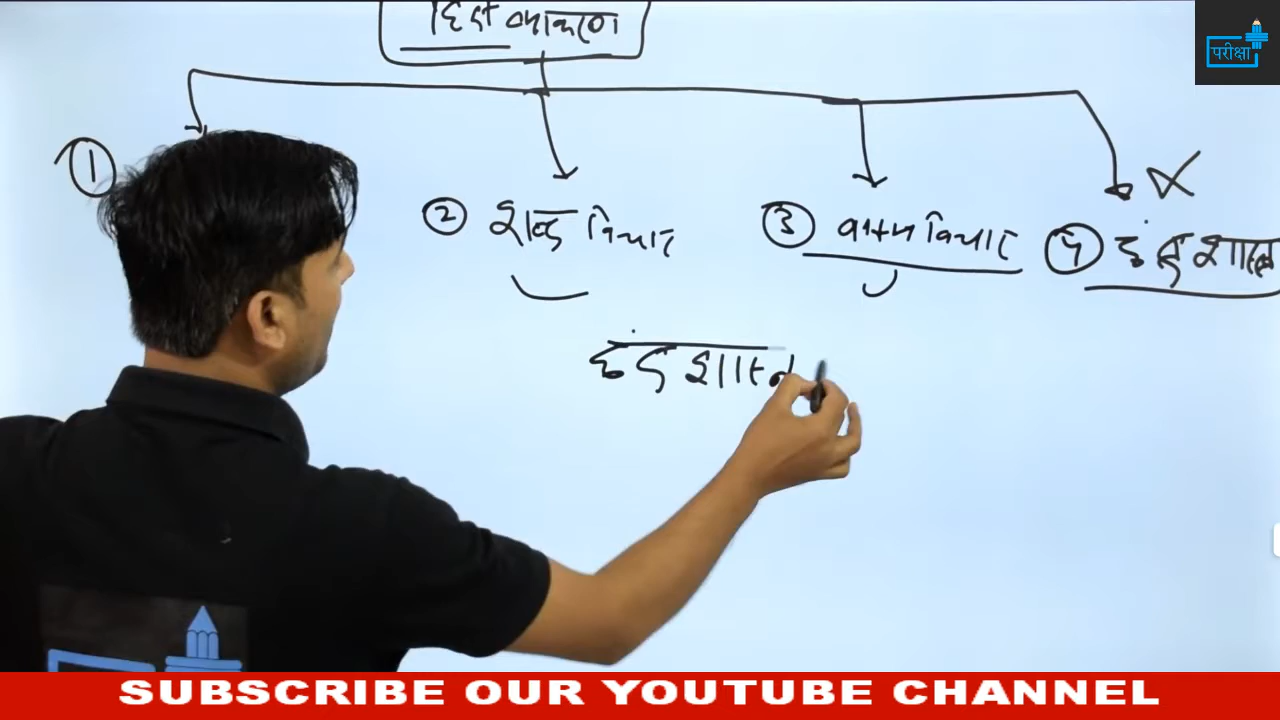 परीक्षा
हिन्दी व्याकरण
①
② शब्द विचार
③ वाक्य विचार
④ छंद शास्त्र
छंद शास्त्र
SUBSCRIBE OUR YOUTUBE CHANNEL